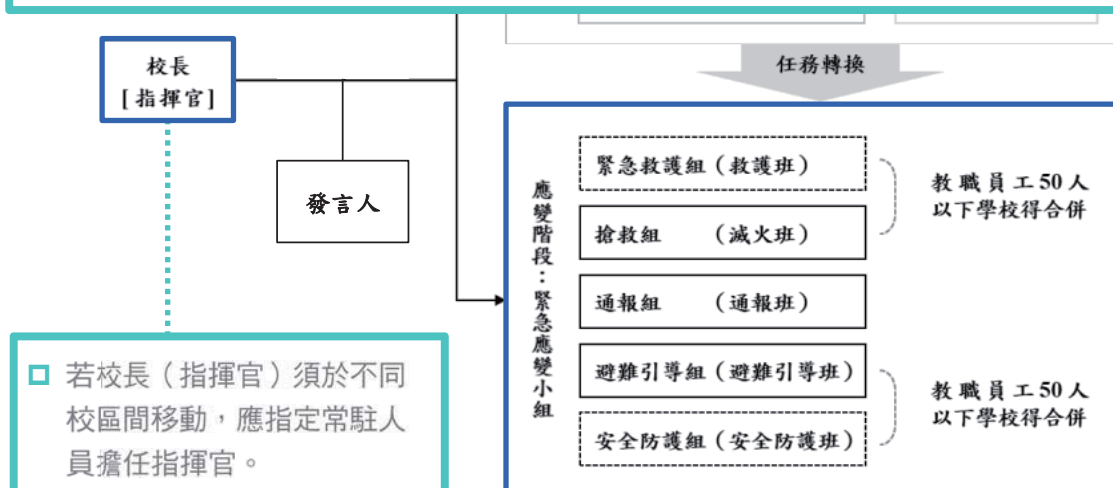 校長
[指揮官]
發言人
任務轉換
應變階段：緊急應變小組
緊急救護組（救護班）
搶救組　　（滅火班）
通報組　　（通報班）
避難引導組（避難引導班）
安全防護組（安全防護班）
教職員工50人
以下學校得合併
教職員工50人
以下學校得合併
若校長（指揮官）須於不同
校區間移動，應指定常駐人
員擔任指揮官。